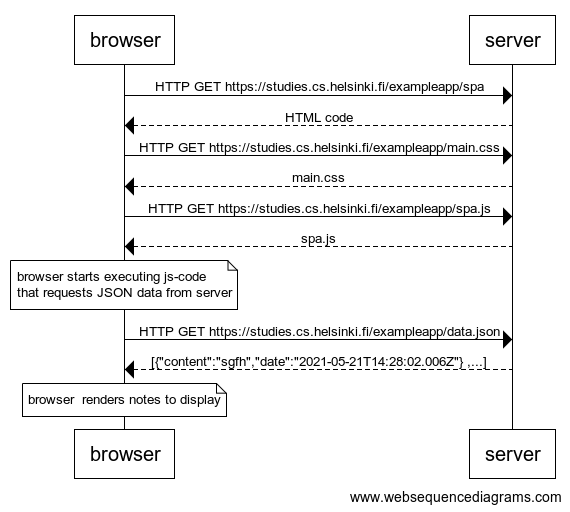 browser server
HTTP GET https://studies.cs.helsinki.fi/exampleapp/spa
HTML code
HTTP GET https://studies.cs.helsinki.fi/exampleapp/main.css
main.css
HTTP GET https://studies.cs.helsinki.fi/exampleapp/spa.js
spa.js
browser starts executing js-code
that requests JSON data from server
HTTP GET https://studies.cs.helsinki.fi/exampleapp/data.json
[{"content":"sgfh","date":"2021-05-21T14:28:02.006Z"} ,...]
browser  renders notes to display
browser server
www.websequencediagrams.com